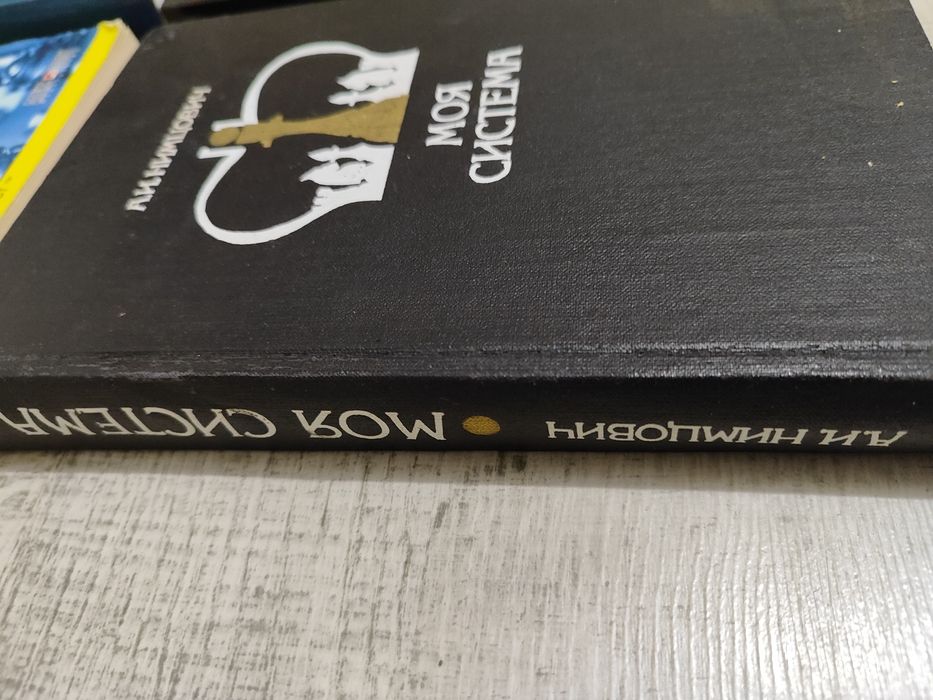 А.И. НИМЦОВИЧ
МОЯ
СИСТЕМА
А.И. НИМЦОВИЧ • МОЯ СИСТЕМА